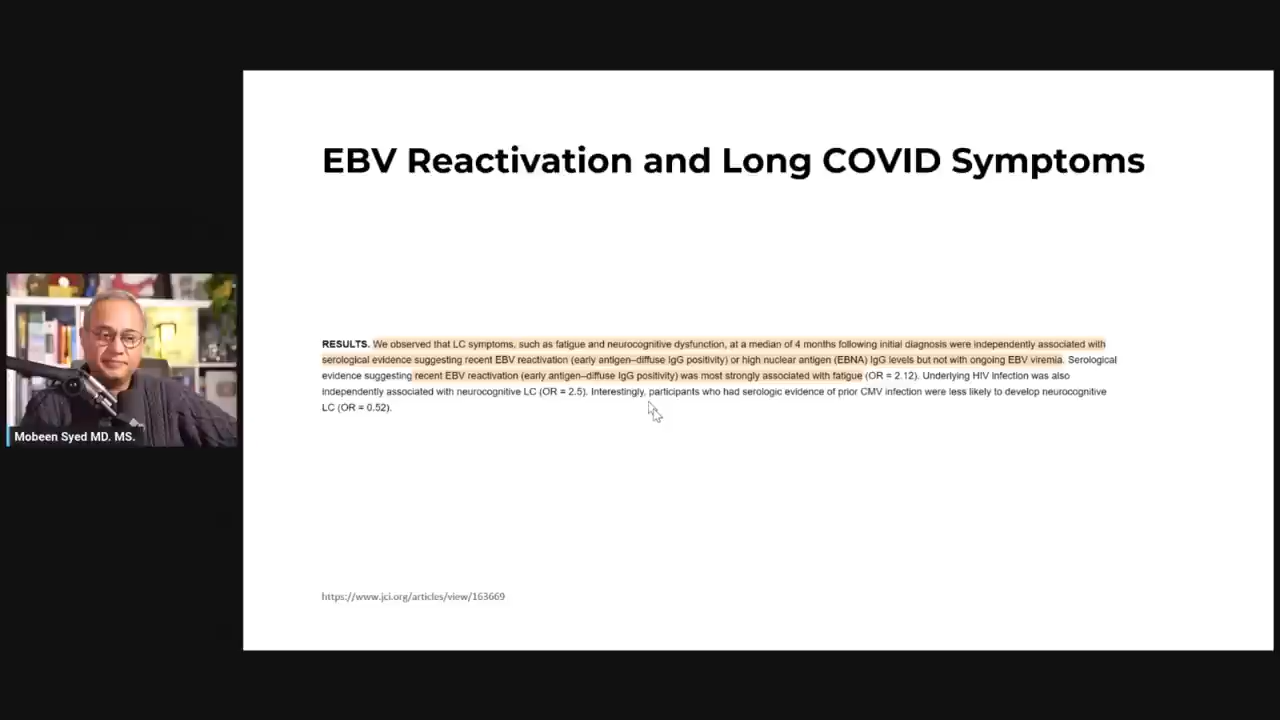 EBV Reactivation and Long COVID Symptoms
RESULTS. We observed that LC symptoms, such as fatigue and neurocognitive dysfunction, at a median of 4 months following initial diagnosis were independently associated with
serological evidence suggesting recent EBV reactivation (early antigen–diffuse IgG positivity) or high nuclear antigen (EBNA) IgG levels but not with ongoing EBV viremia. Serological
evidence suggesting recent EBV reactivation (early antigen–diffuse IgG positivity) was most strongly associated with fatigue (OR = 2.12). Underlying HIV infection was also
independently associated with neurocognitive LC (OR = 2.5). Interestingly, participants who had serologic evidence of prior CMV infection were less likely to develop neurocognitive
LC (OR = 0.52).
Mobeen Syed MD. MS.
https://www.jci.org/articles/view/163669